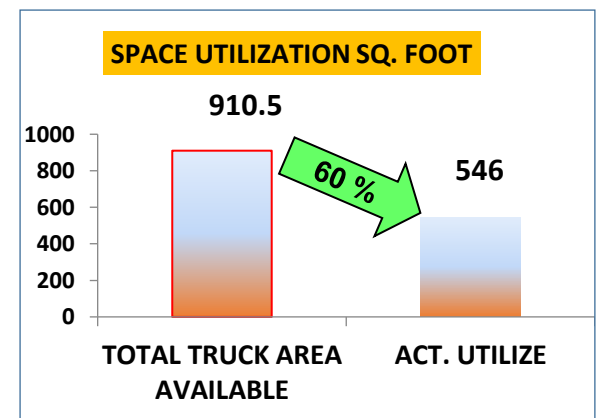 SPACE UTILIZATION SQ. FOOT
910.5
1000
800
600
400
200
0
60 %
546
TOTAL TRUCK AREA
AVAILABLE
ACT. UTILIZE